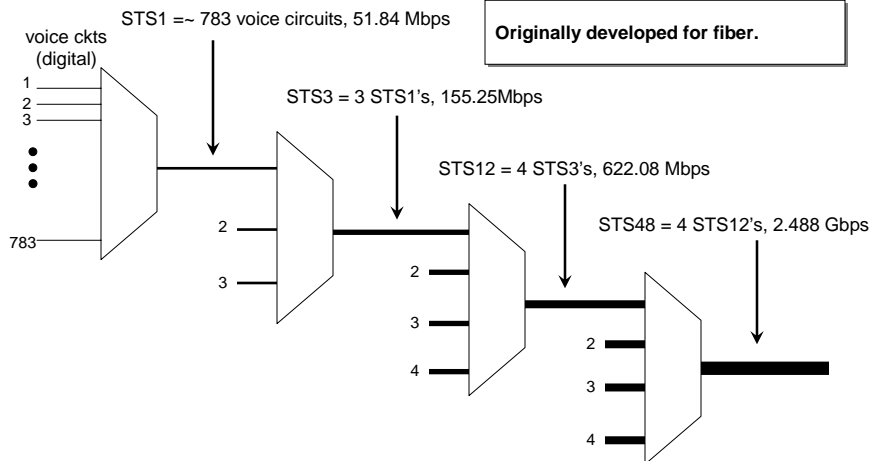 STS1 =~ 783 voice circuits, 51.84 Mbps
Originally developed for fiber.
voice ckts
(digital)
1
2
3
783
STS3 = 3 STS1's, 155.25Mbps
2
3
STS12 = 4 STS3's, 622.08 Mbps
2
3
4
STS48 = 4 STS12's, 2.488 Gbps
2
3
4